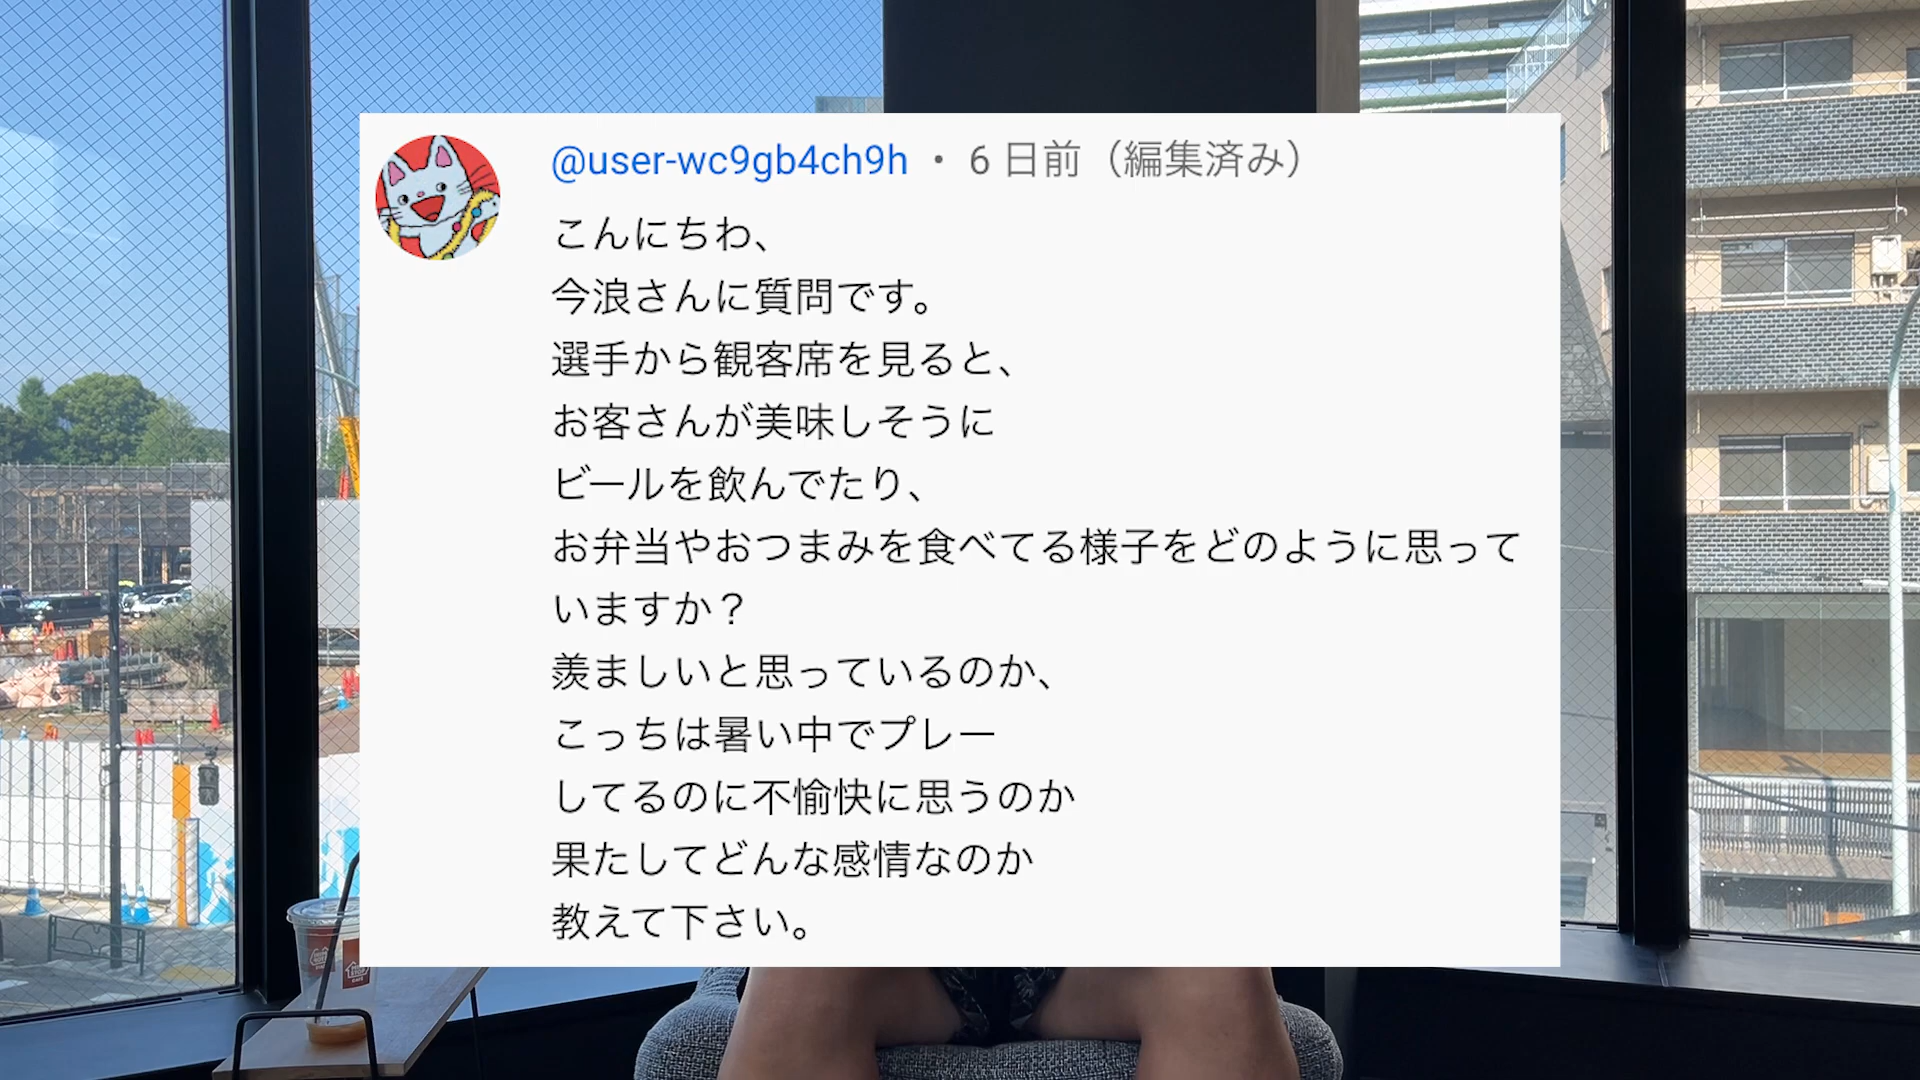 @user-wc9gb4ch9h ・ 6 日前（編集済み）
こんにちわ、
今浪さんに質問です。
選手から観客席を見ると、
お客さんが美味しそうに
ビールを飲んでたり、
お弁当やおつまみを食べてる様子をどのように思って
いますか？
羨ましいと思っているのか、
こっちは暑い中でプレー
してるのに不愉快に思うのか
果たしてどんな感情なのか
教えて下さい。